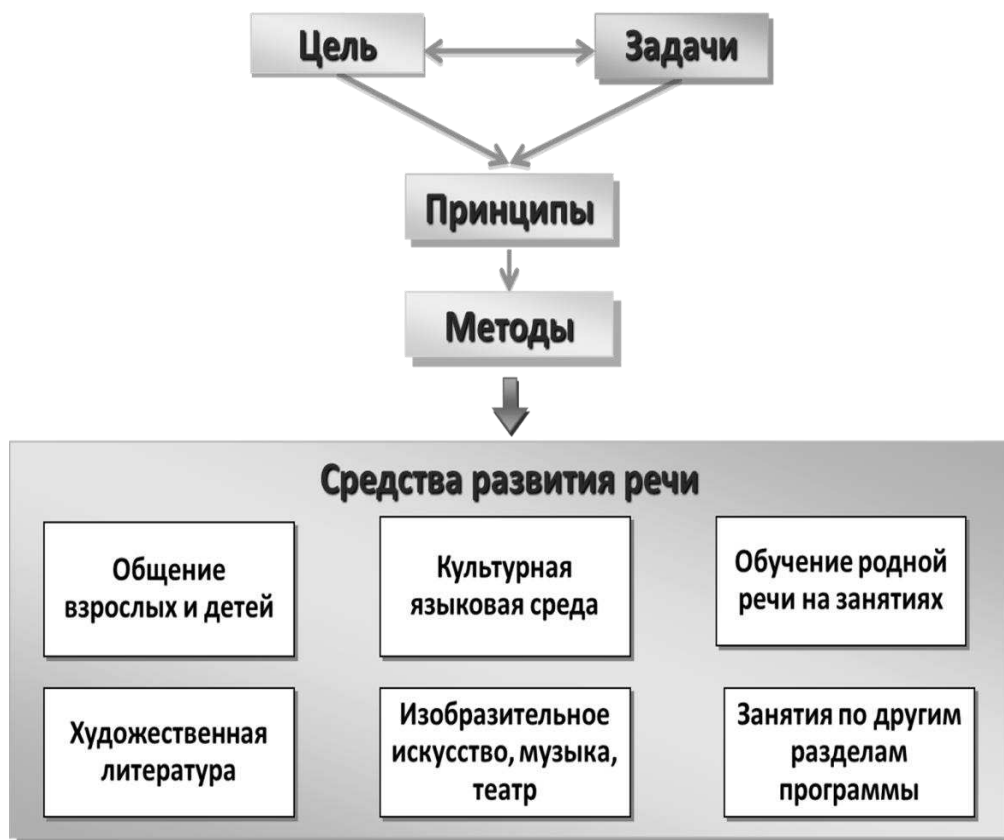 Цель
Задачи
Принципы
Методы
Средства развития речи
Общение
взрослых и детей
Культурная
языковая среда
Обучение родной
речи на занятиях
Художественная
литература
Изобразительное
искусство, музыка,
театр
Занятия по другим
разделам
программы